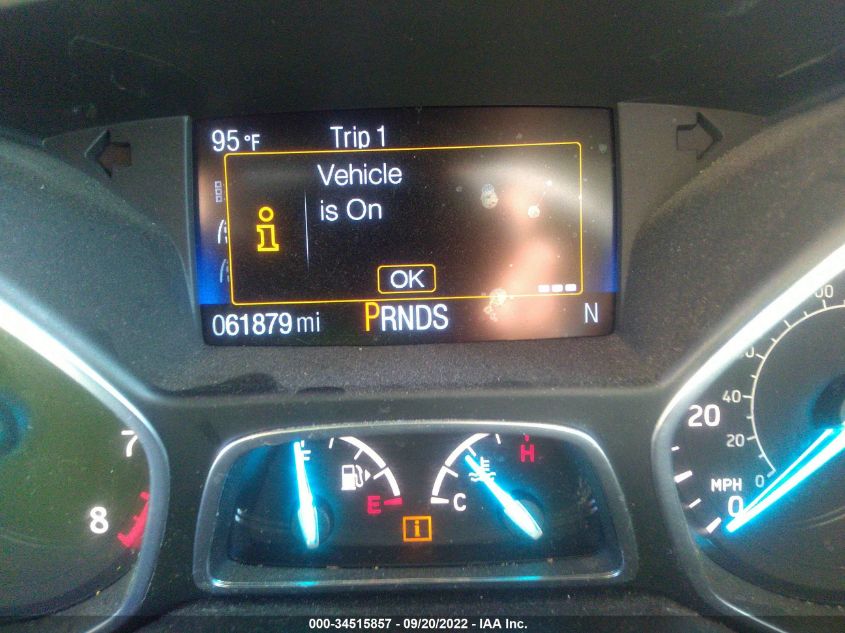 95 °F Trip 1
Vehicle
is On
i
OK
061879 mi PRNDS N
7
8
F
E
C
H
i
20
MPH
0
40
20
0
000-34515857 - 09/20/2022 - IAA Inc.